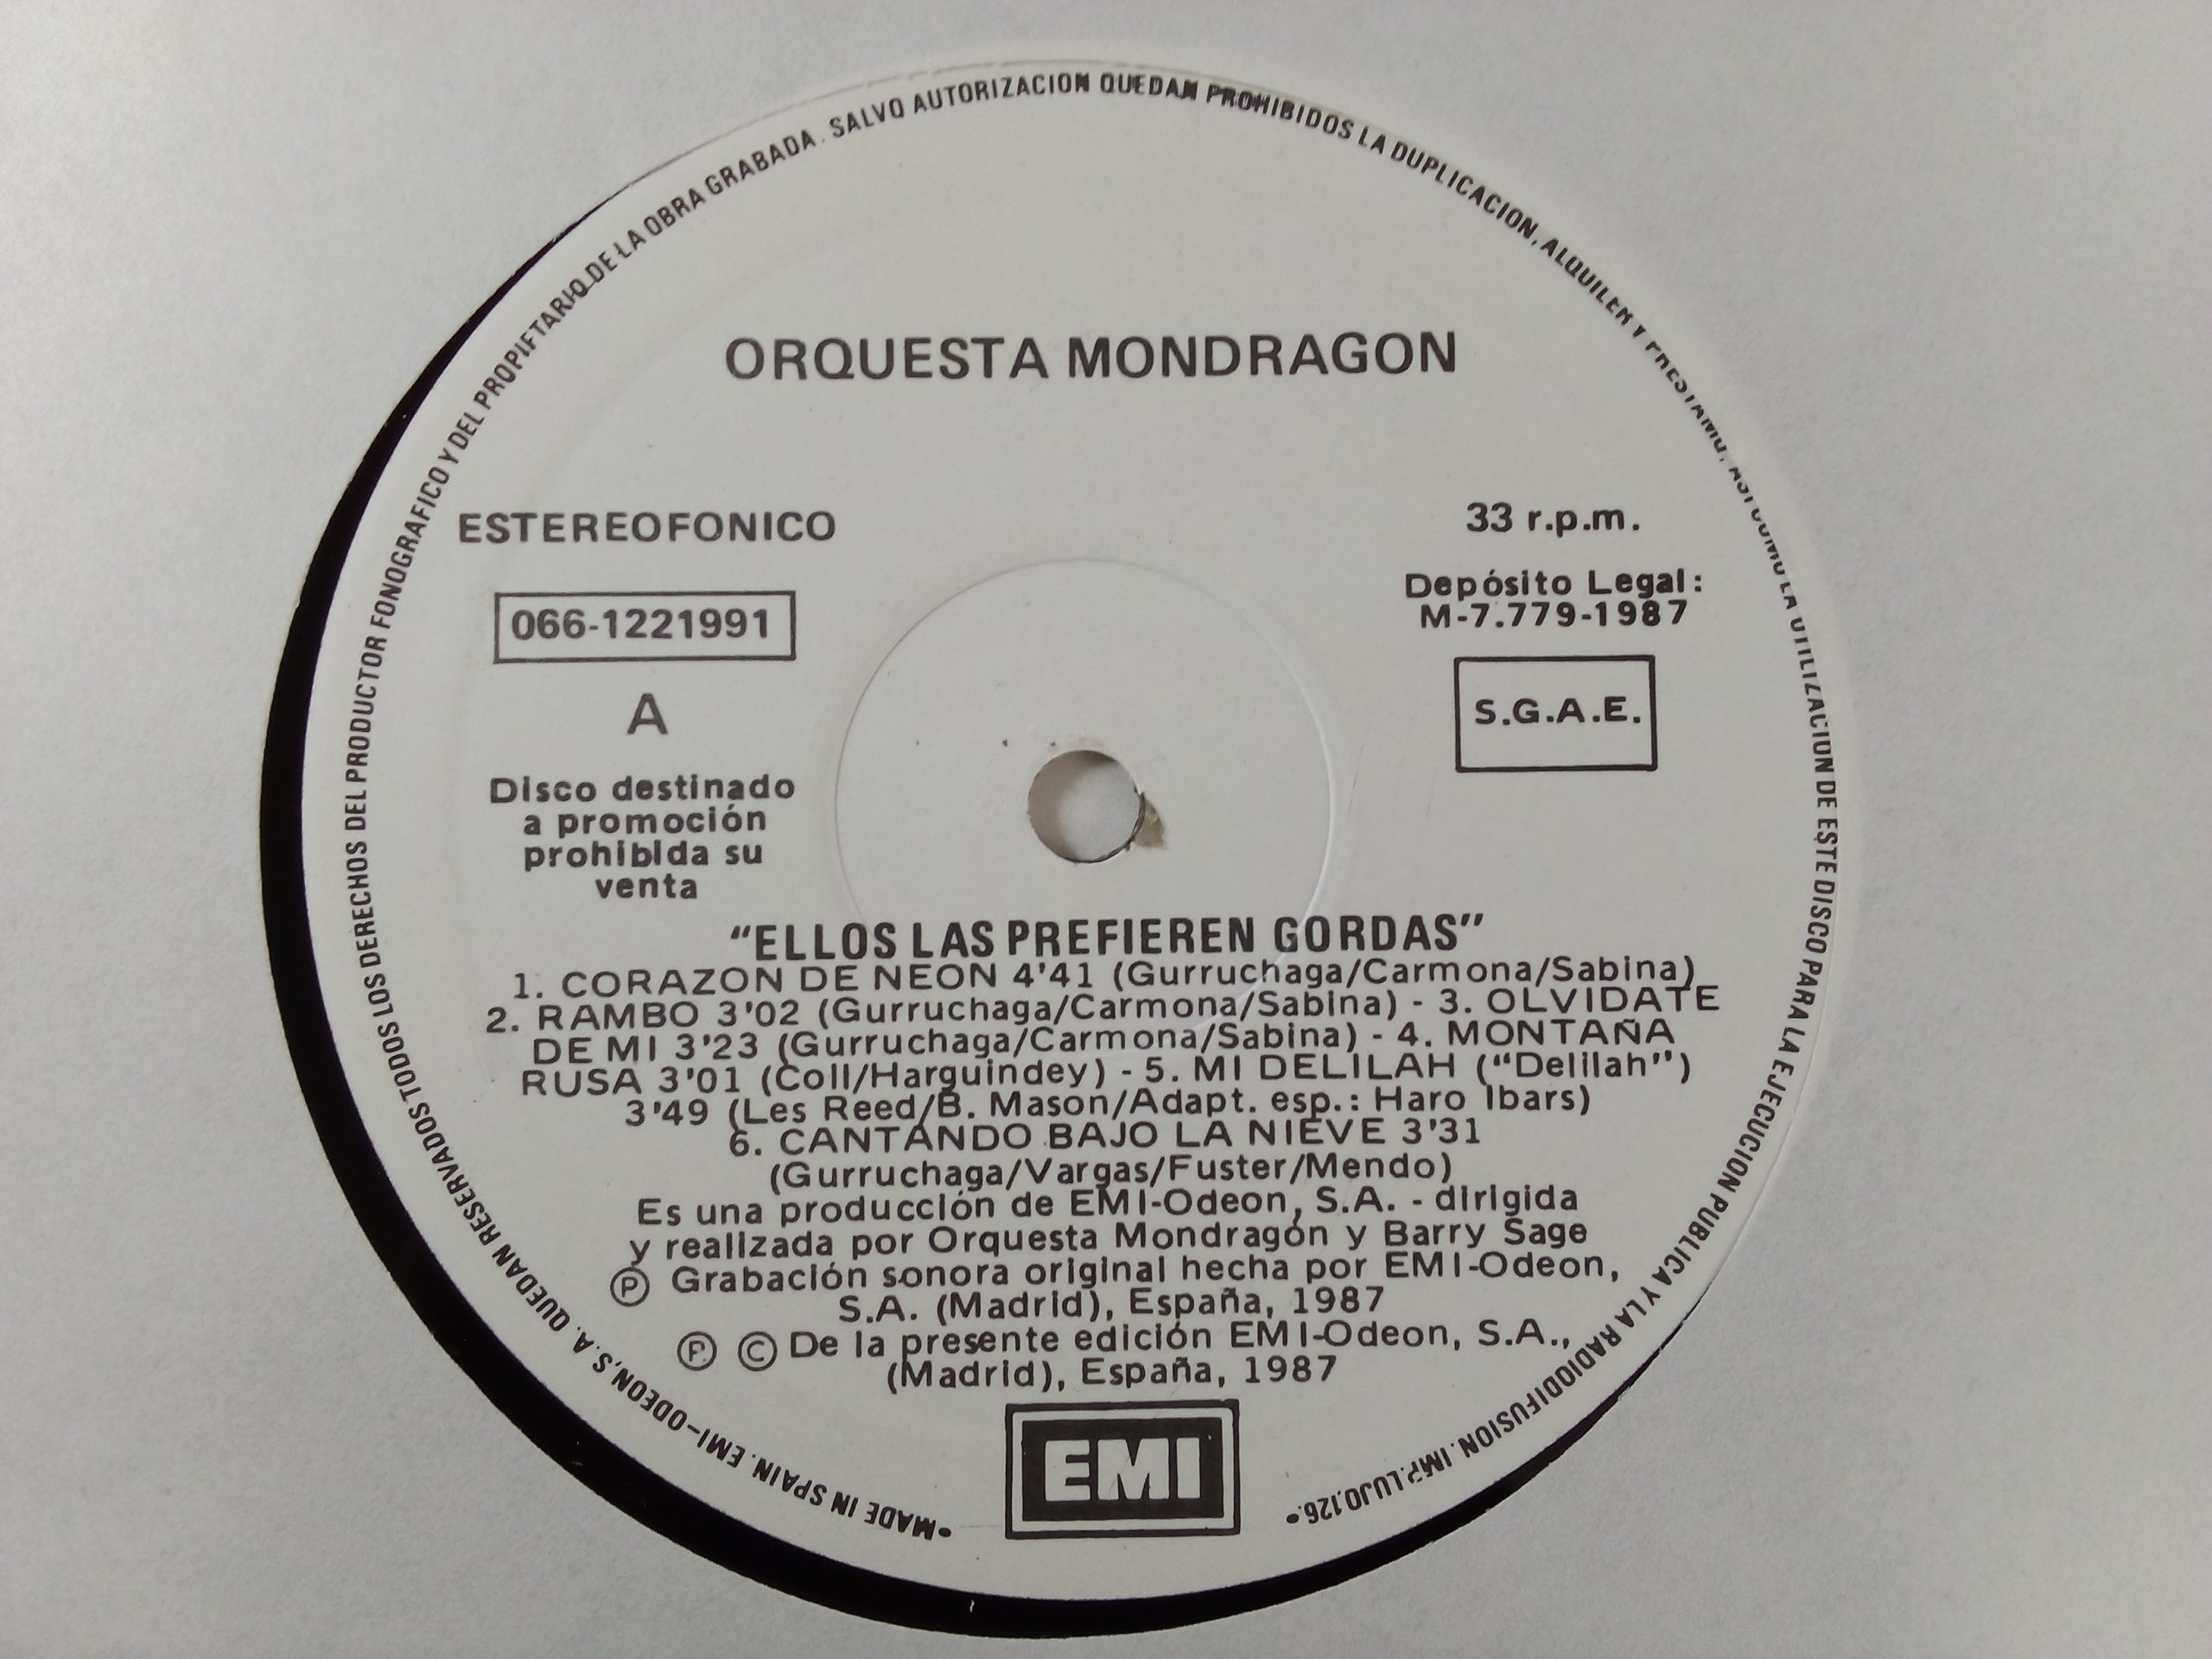 •MADE IN SPAIN. EMI-ODEON, S.A. QUEDAN RESERVADOS TODOS LOS DERECHOS DEL PRODUCTOR FONOGRAFICO Y DEL PROPIETARIO DE LA OBRA GRABADA. SALVO AUTORIZACION QUEDAN PROHIBIDOS LA DUPLICACION, ALQUILER Y PRESTAMO, ASI COMO LA UTILIZACION DE ESTE DISCO PARA LA EJECUCION PUBLICA Y LA RADIODIFUSION. IMP. LUJO,126.•
ORQUESTA MONDRAGON
ESTEREOFONICO
066-1221991
A
Disco destinado
a promoción
prohibida su
venta
33 r.p.m.
Depósito Legal:
M-7.779-1987
S.G.A.E.
“ELLOS LAS PREFIEREN GORDAS”
1. CORAZON DE NEON 4'41 (Gurruchaga/Carmona/Sabina)
2. RAMBO 3'02 (Gurruchaga/Carmona/Sabina) - 3. OLVIDATE
DE MI 3'23 (Gurruchaga/Carmona/Sabina) - 4. MONTAÑA
RUSA 3'01 (Coll/Harguindey) - 5. MI DELILAH (“Delilah”)
3'49 (Les Reed/B. Mason/Adapt. esp.: Haro Ibars)
6. CANTANDO BAJO LA NIEVE 3'31
(Gurruchaga/Vargas/Fuster/Mendo)
Es una producción de EMI-Odeon, S.A. - dirigida
y realizada por Orquesta Mondragón y Barry Sage
Ⓟ Grabación sonora original hecha por EMI-Odeon,
S.A. (Madrid), España, 1987
Ⓟ © De la presente edición EMI-Odeon, S.A.,
(Madrid), España, 1987
EMI